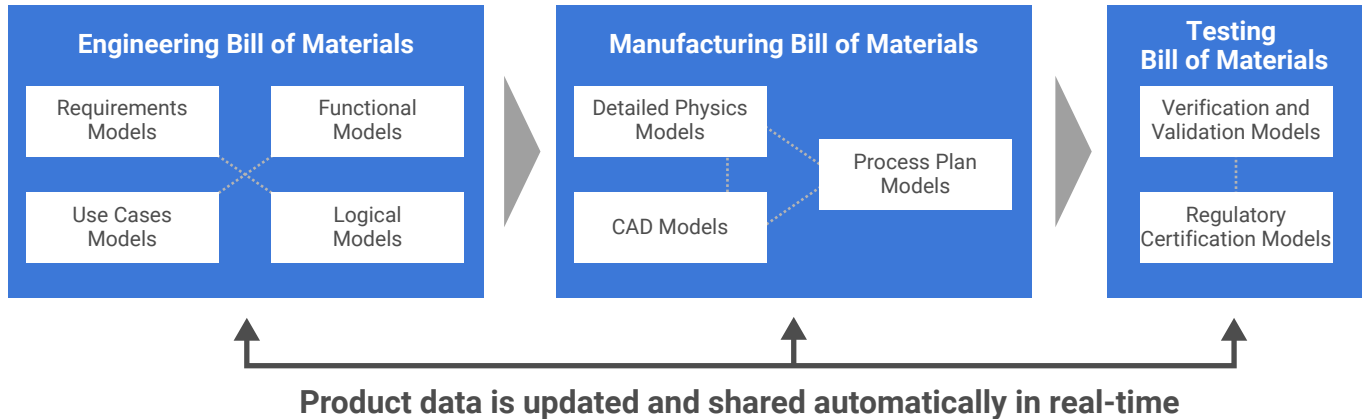 Engineering Bill of Materials
Requirements
Models
Functional
Models
Use Cases
Models
Logical
Models
Manufacturing Bill of Materials
Detailed Physics
Models
Process Plan
Models
CAD Models
Testing
Bill of Materials
Verification and
Validation Models
Regulatory
Certification Models
Product data is updated and shared automatically in real-time